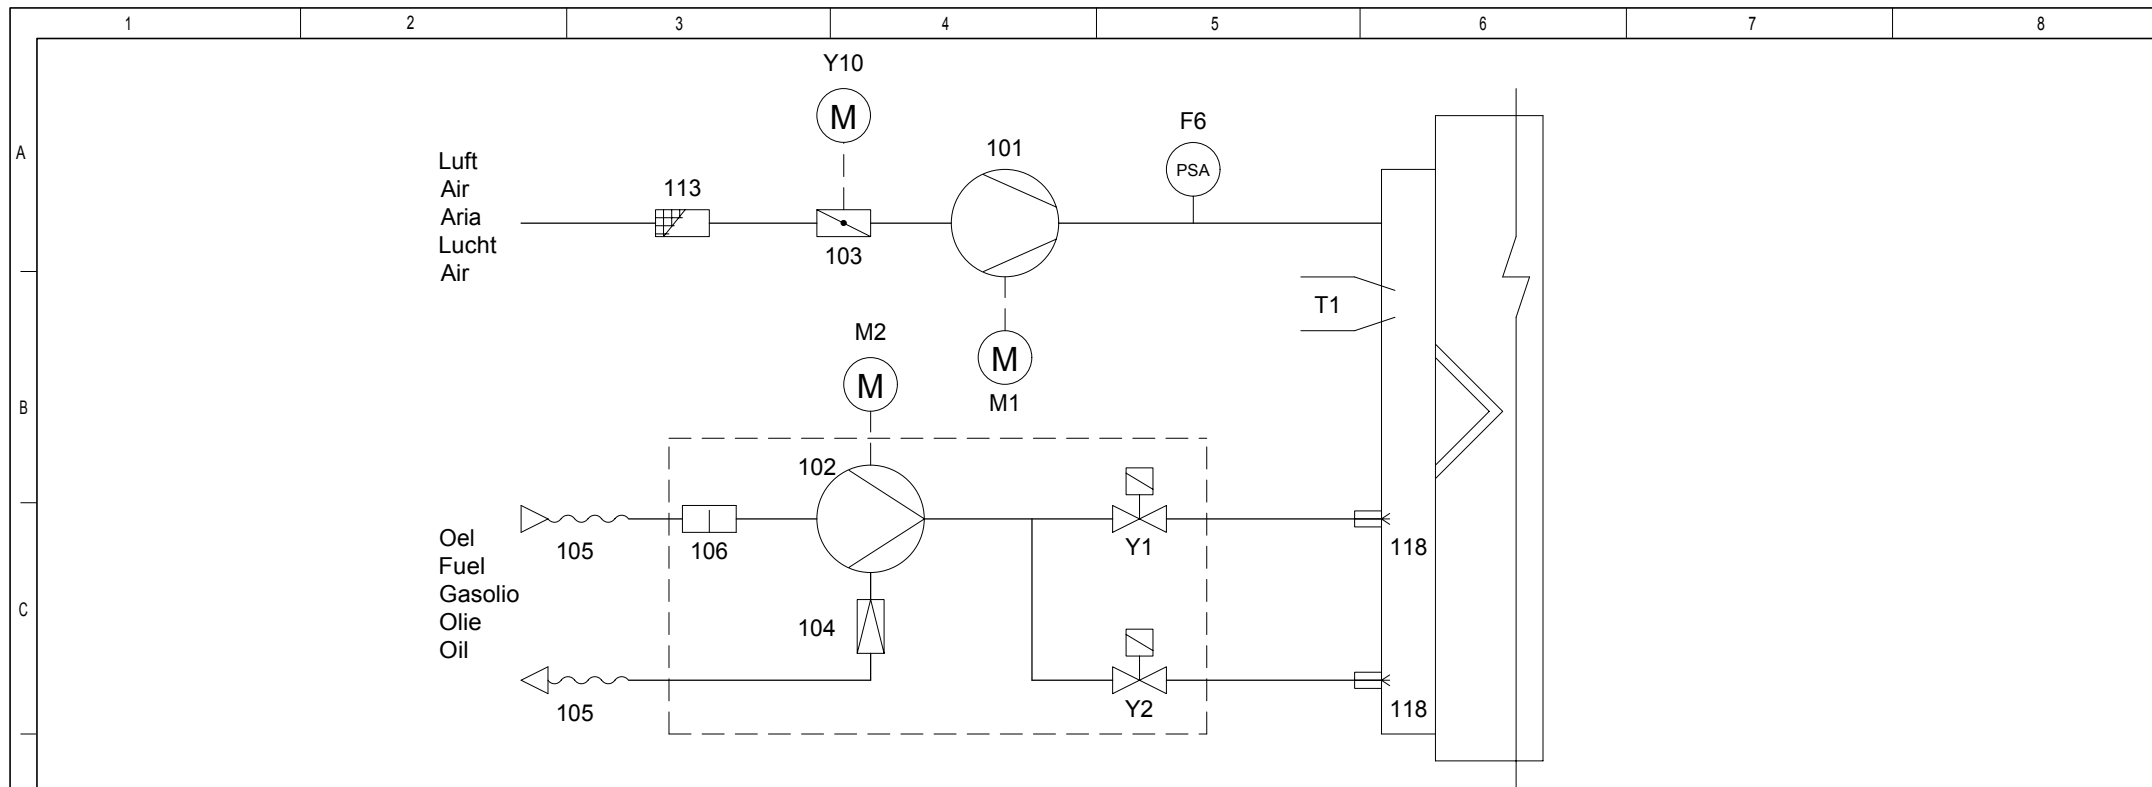 1 2 3 4 5 6 7 8
Y10
M
A
F6
101
PSA
Luft
Air
Aria
Lucht
Air
113
103
T1
M2
M
M
M1
B
102
Oel
Fuel
Gasolio
Olie
Oil
105
106
Y1
118
C
104
105
Y2
118